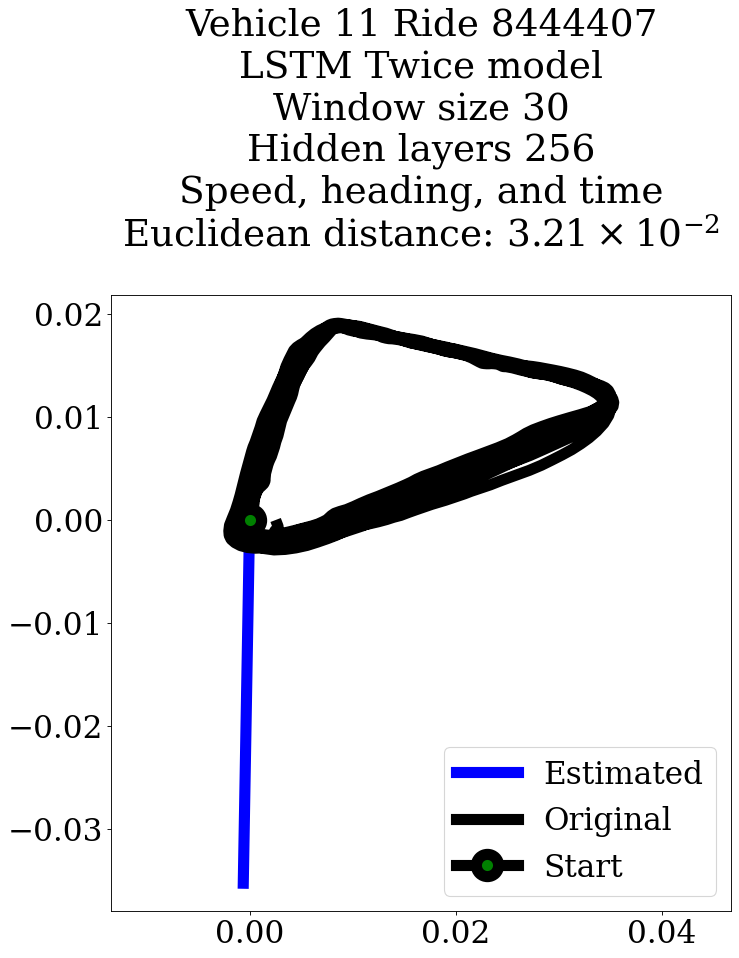 Vehicle 11 Ride 8444407
LSTM Twice model
Window size 30
Hidden layers 256
Speed, heading, and time
Euclidean distance: 3.21 × 10⁻²
0.02
0.01
0.00
−0.01
−0.02
−0.03
Estimated
Original
Start
0.00 0.02 0.04